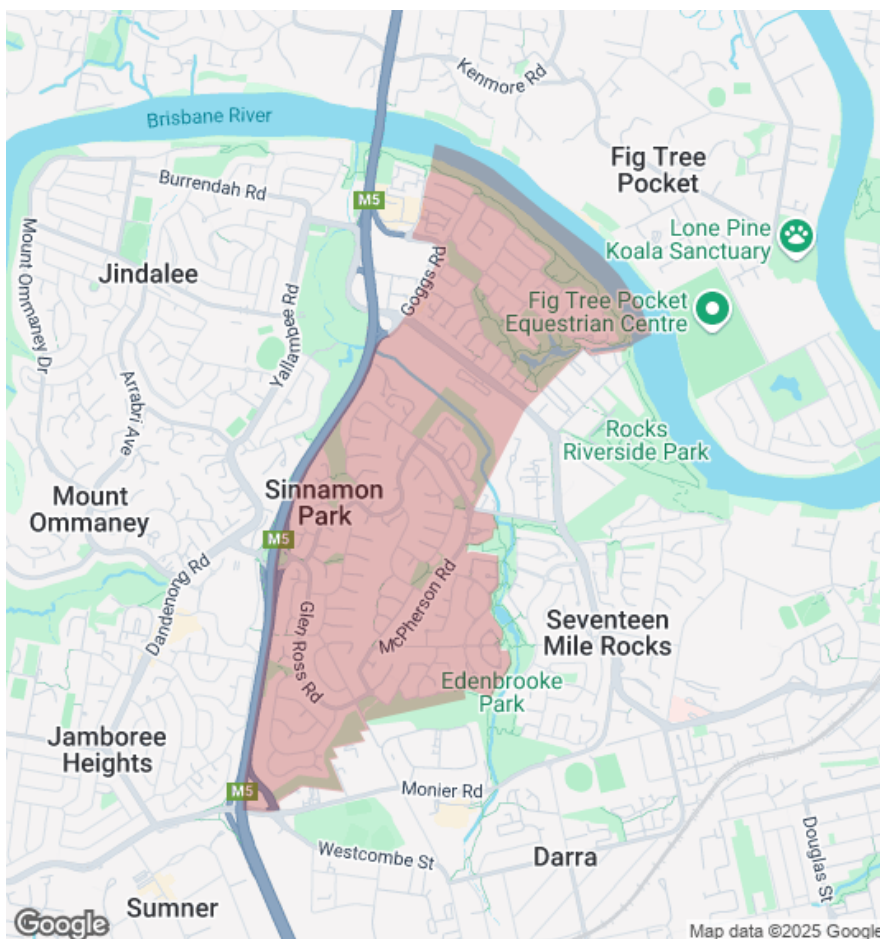 Kenmore Rd
Brisbane River
Fig Tree
Pocket
Burrendah Rd
M5
Lone Pine
Koala Sanctuary
Mount Ommaney Dr
Jindalee
Goggs Rd
Yallambee Rd
Fig Tree Pocket
Equestrian Centre
Arrabri Ave
Rocks
Riverside Park
Mount
Ommaney
Sinnamon
Park
M5
Dandenong Rd
McPherson Rd
Glen Ross Rd
Seventeen
Mile Rocks
Edenbrooke
Park
Jamboree
Heights
M5
Monier Rd
Westcombe St
Darra
Douglas St
Sumner
Google
Map data ©2025 Google